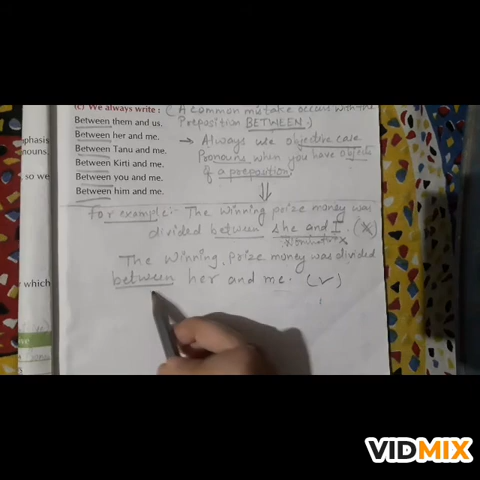 (c) We always write :
Between them and us.
Between her and me.
Between Tanu and me.
Between Kirti and me.
Between you and me.
Between him and me.
(A common mistake occurs with the
Preposition BETWEEN.)
→ Always use objective case
Pronouns when you have objects
of a preposition.
For example:- The winning prize money was
divided between she and I. (X)
Nominative X
The winning prize money was divided
between her and me. (✓)
phasis
nouns.
so we
which
ve
VIDMIX